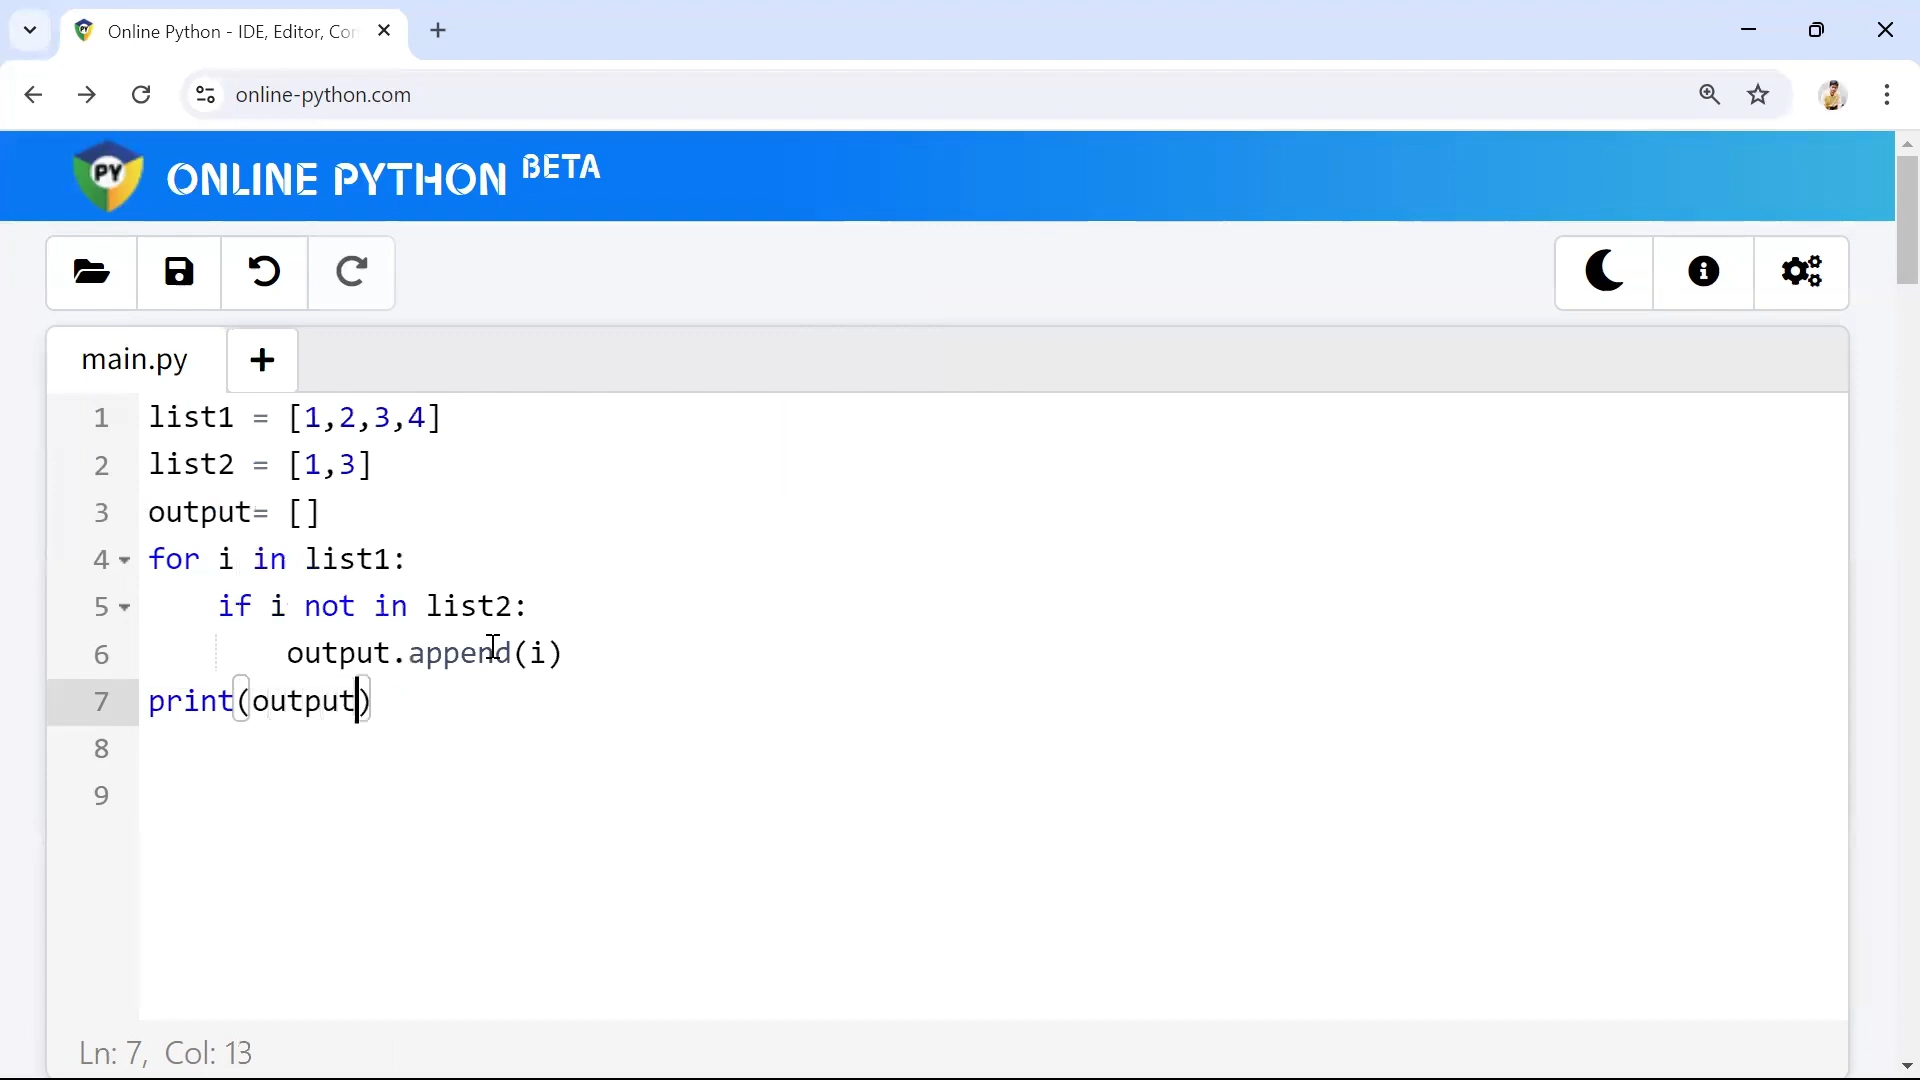 Online Python - IDE, Editor, Con
online-python.com
PY ONLINE PYTHON BETA
main.py
1 list1 = [1,2,3,4]
2 list2 = [1,3]
3 output= []
4 for i in list1:
5 if i not in list2:
6 output.append(i)
7 print(output)
8
9
Ln: 7, Col: 13